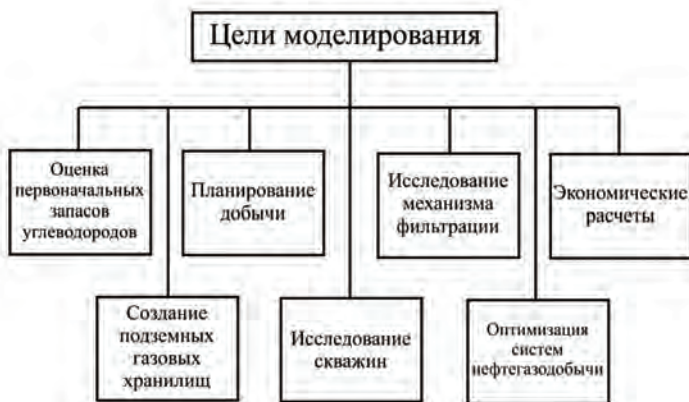 Цели моделирования
Оценка
первоначальных
запасов
углеводородов
Планирование
добычи
Исследование
механизма
фильтрации
Экономические
расчеты
Создание
подземных
газовых
хранилищ
Исследование
скважин
Оптимизация
систем
нефтегазодобычи